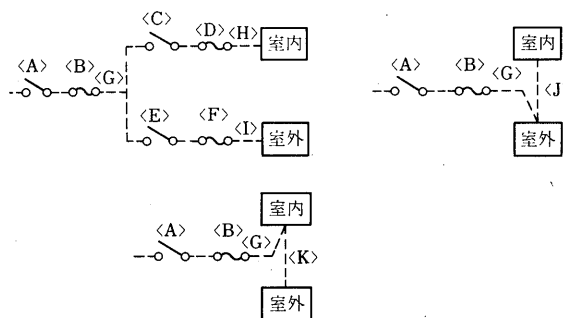 〈C〉 〈D〉 〈H〉 室内
〈A〉 〈B〉 〈G〉
〈E〉 〈F〉 〈I〉 室外
室内
〈A〉 〈B〉 〈G〉 〈J
室外
室内
〈A〉 〈B〉 〈G〉 〈K〉
室外